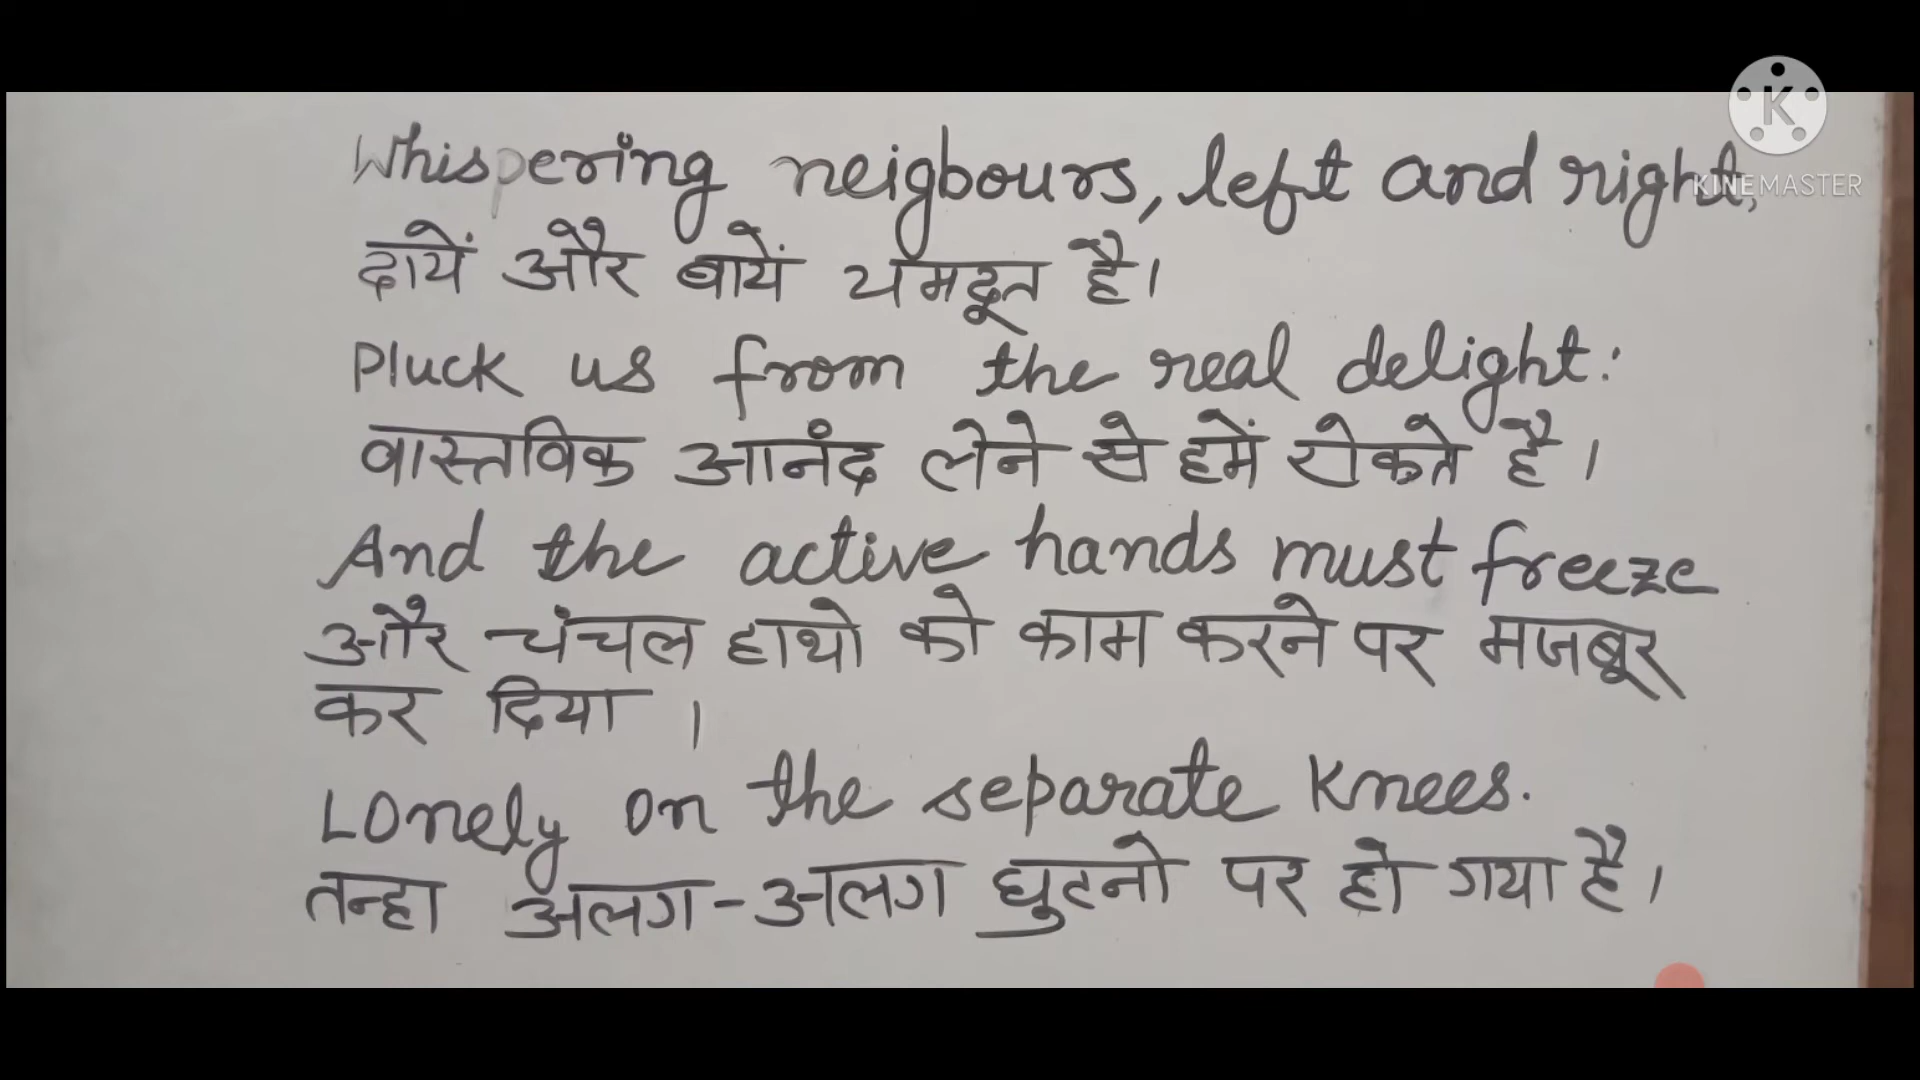 Whispering neigbours, left and right,
दायें और बायें यमदूत है।
Pluck us from the real delight:
वास्तविक आनंद लेने से हमें रोकते है।
And the active hands must freeze
और चंचल हाथो को काम करने पर मजबूर
कर दिया ।
Lonely on the separate knees.
तन्हा अलग-अलग घुटनो पर हो गया है।
K
KINEMASTER